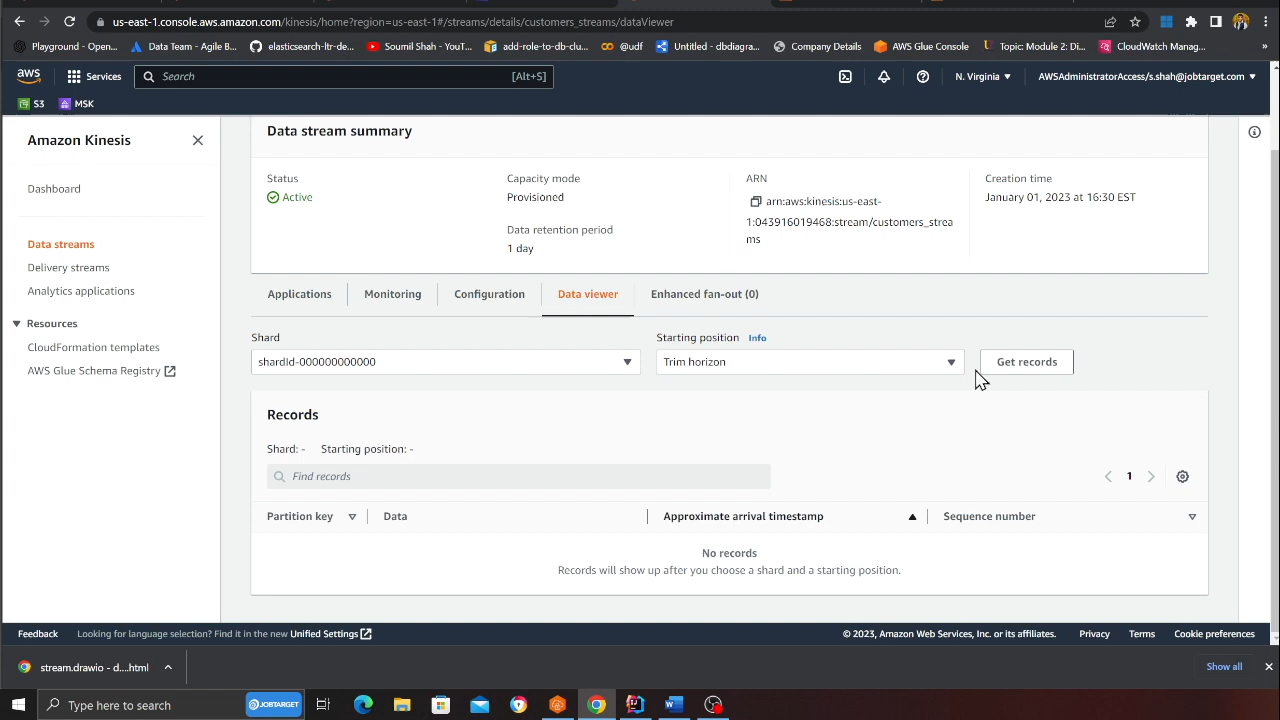 us-east-1.console.aws.amazon.com/kinesis/home?region=us-east-1#/streams/details/customers_streams/dataViewer
Playground - Open...
Data Team - Agile B...
elasticsearch-ltr-de...
Soumil Shah - YouT...
add-role-to-db-clu...
@udf
Untitled - dbdiagra...
Company Details
AWS Glue Console
Topic: Module 2: Di...
CloudWatch Manag...
»
aws
Services
Search
[Alt+S]
N. Virginia
AWSAdministratorAccess/s.shah@jobtarget.com
S3
MSK
Amazon Kinesis
Dashboard
Data streams
Delivery streams
Analytics applications
Resources
CloudFormation templates
AWS Glue Schema Registry
Data stream summary
Status
Active
Capacity mode
Provisioned
Data retention period
1 day
ARN
arn:aws:kinesis:us-east-
1:043916019468:stream/customers_strea
ms
Creation time
January 01, 2023 at 16:30 EST
Applications
Monitoring
Configuration
Data viewer
Enhanced fan-out (0)
Shard
shardId-000000000000
Starting position Info
Trim horizon
Get records
Records
Shard: - Starting position: -
Find records
1
Partition key
Data
Approximate arrival timestamp
Sequence number
No records
Records will show up after you choose a shard and a starting position.
Feedback
Looking for language selection? Find it in the new Unified Settings
© 2023, Amazon Web Services, Inc. or its affiliates.
Privacy
Terms
Cookie preferences
stream.drawio - d....html
Show all
Type here to search
JOBTARGET